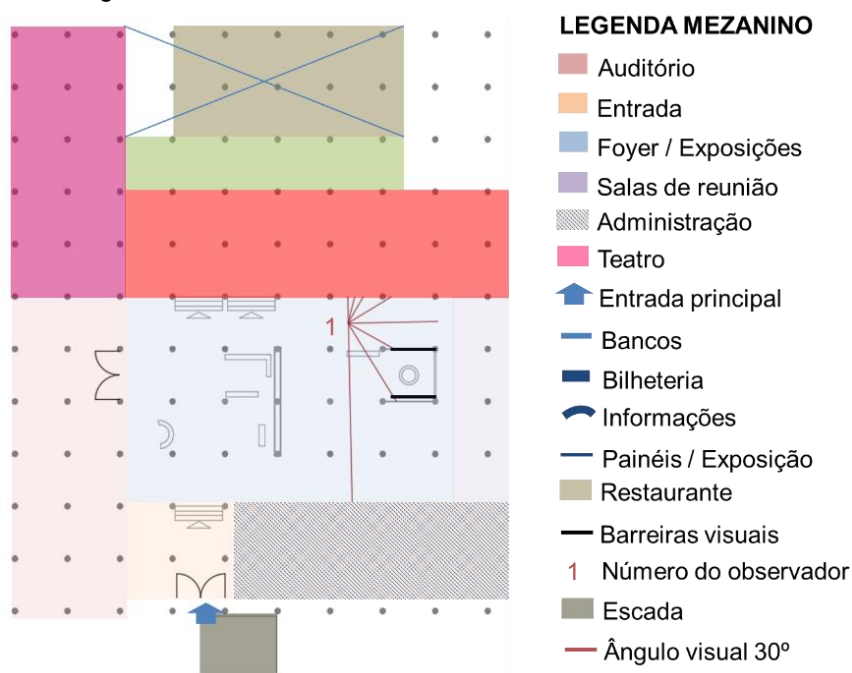 1
LEGENDA MEZANINO
Auditório
Entrada
Foyer / Exposições
Salas de reunião
Administração
Teatro
Entrada principal
Bancos
Bilheteria
Informações
Painéis / Exposição
Restaurante
Barreiras visuais
1 Número do observador
Escada
Ângulo visual 30º